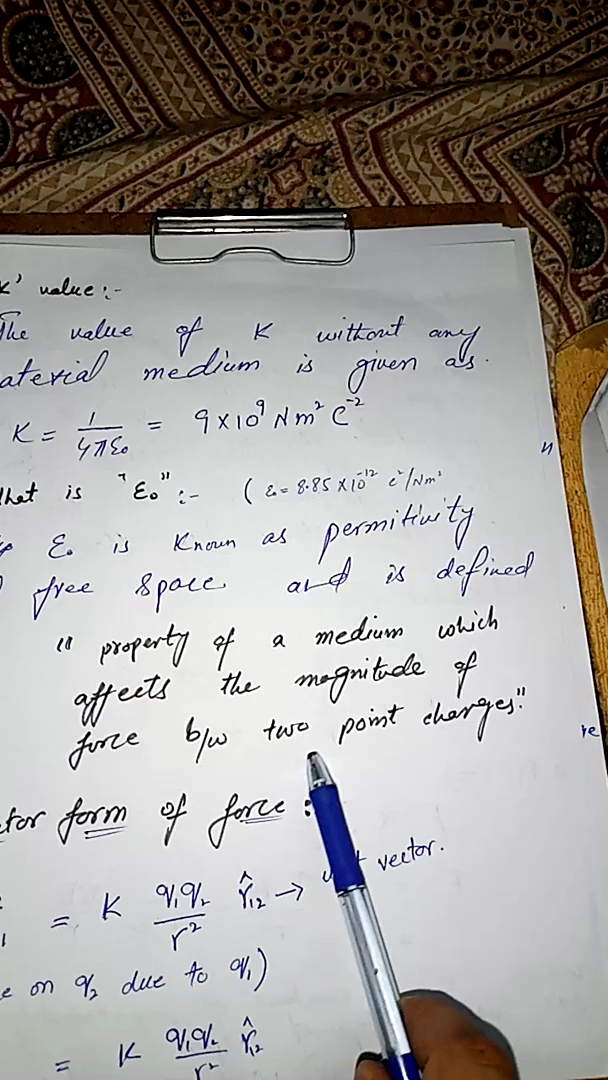 K' value :-
The value of K without any
aterial medium is given as.
K = 1/4πε₀ = 9×10⁹ Nm² C⁻²
hat is "ε₀" :- ( ε₀ = 8.85 ×10⁻¹² c²/Nm²
ε₀ is known as permitivity
free space and is defined
" property of a medium which
affects the magnitude of
force b/w two point charges."
tor form of force :
= K q₁q₂/r² r̂₁₂ → vector.
e on q₂ due to q₁)
= K q₁q₂/r² r̂₁₂
re